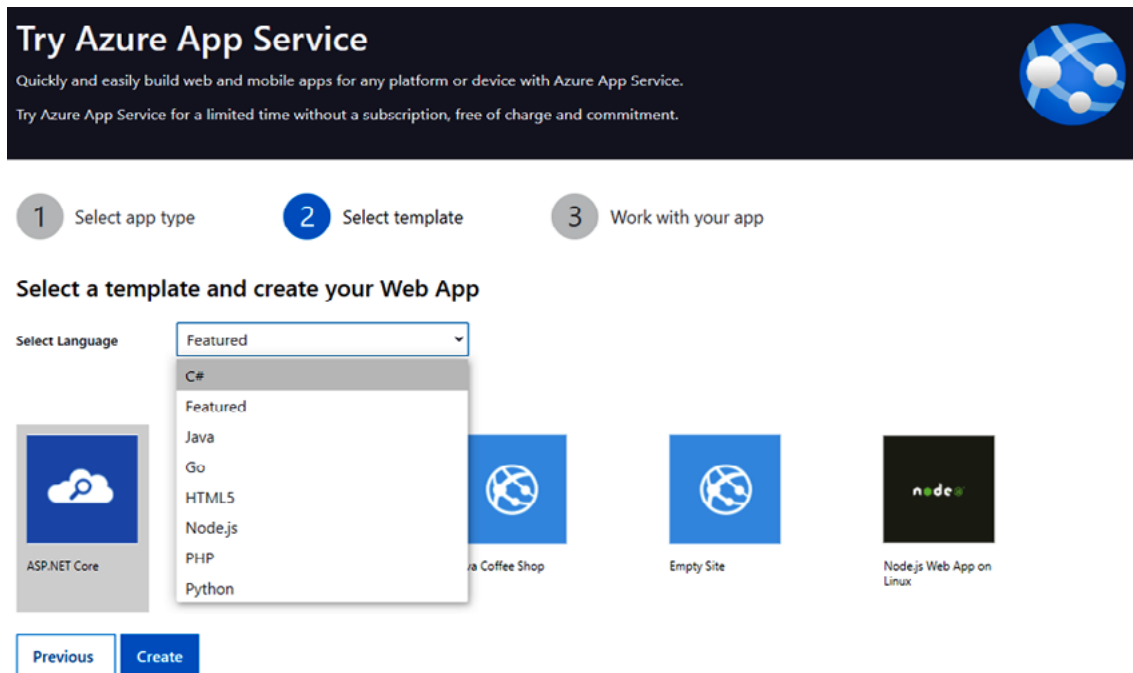 Try Azure App Service
Quickly and easily build web and mobile apps for any platform or device with Azure App Service.
Try Azure App Service for a limited time without a subscription, free of charge and commitment.
1 Select app type 2 Select template 3 Work with your app
Select a template and create your Web App
Select Language Featured
C#
Featured
Java
Go
HTML5
Node.js
PHP
Python
node
ASP.NET Core
va Coffee Shop
Empty Site
Node.js Web App on
Linux
Previous Create